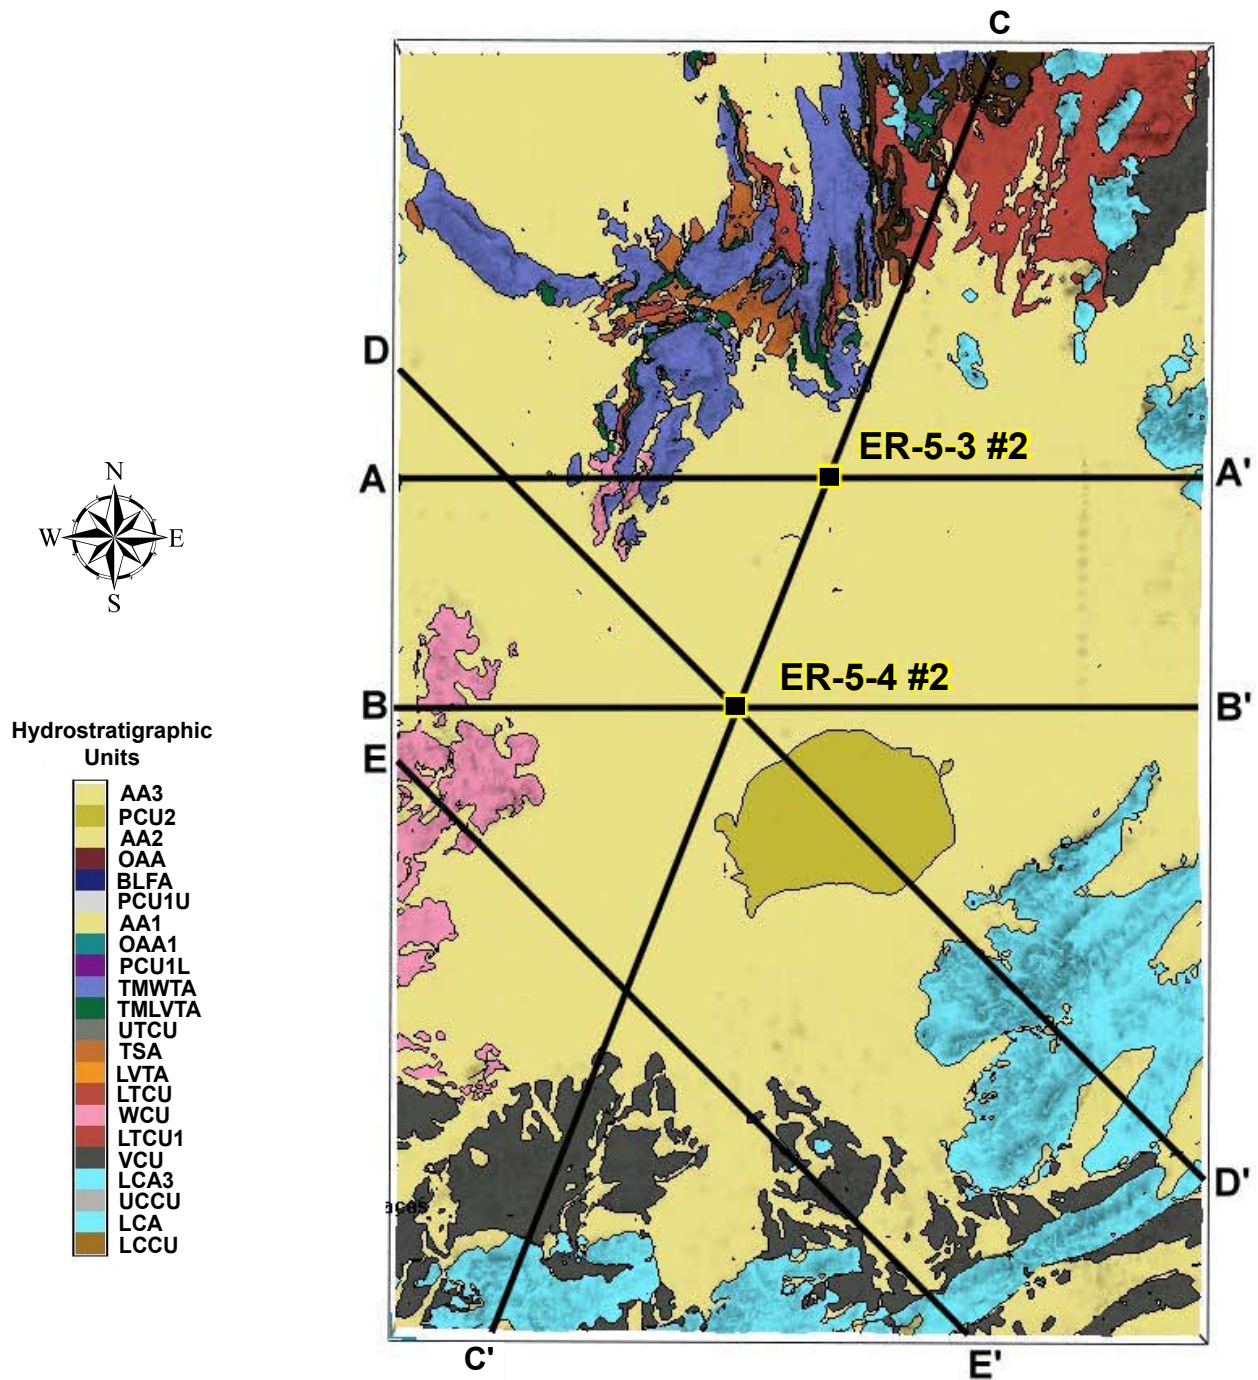 C
D
ER-5-3 #2
A
A'
N
W
E
S
ER-5-4 #2
B
B'
Hydrostratigraphic
Units
E
AA3
PCU2
AA2
OAA
BLFA
PCU1U
AA1
OAA1
PCU1L
TMWTA
TMLVTA
UTCU
TSA
LVTA
LTCU
WCU
LTCU1
VCU
LCA3
UCCU
LCA
LCCU
D'
C'
E'